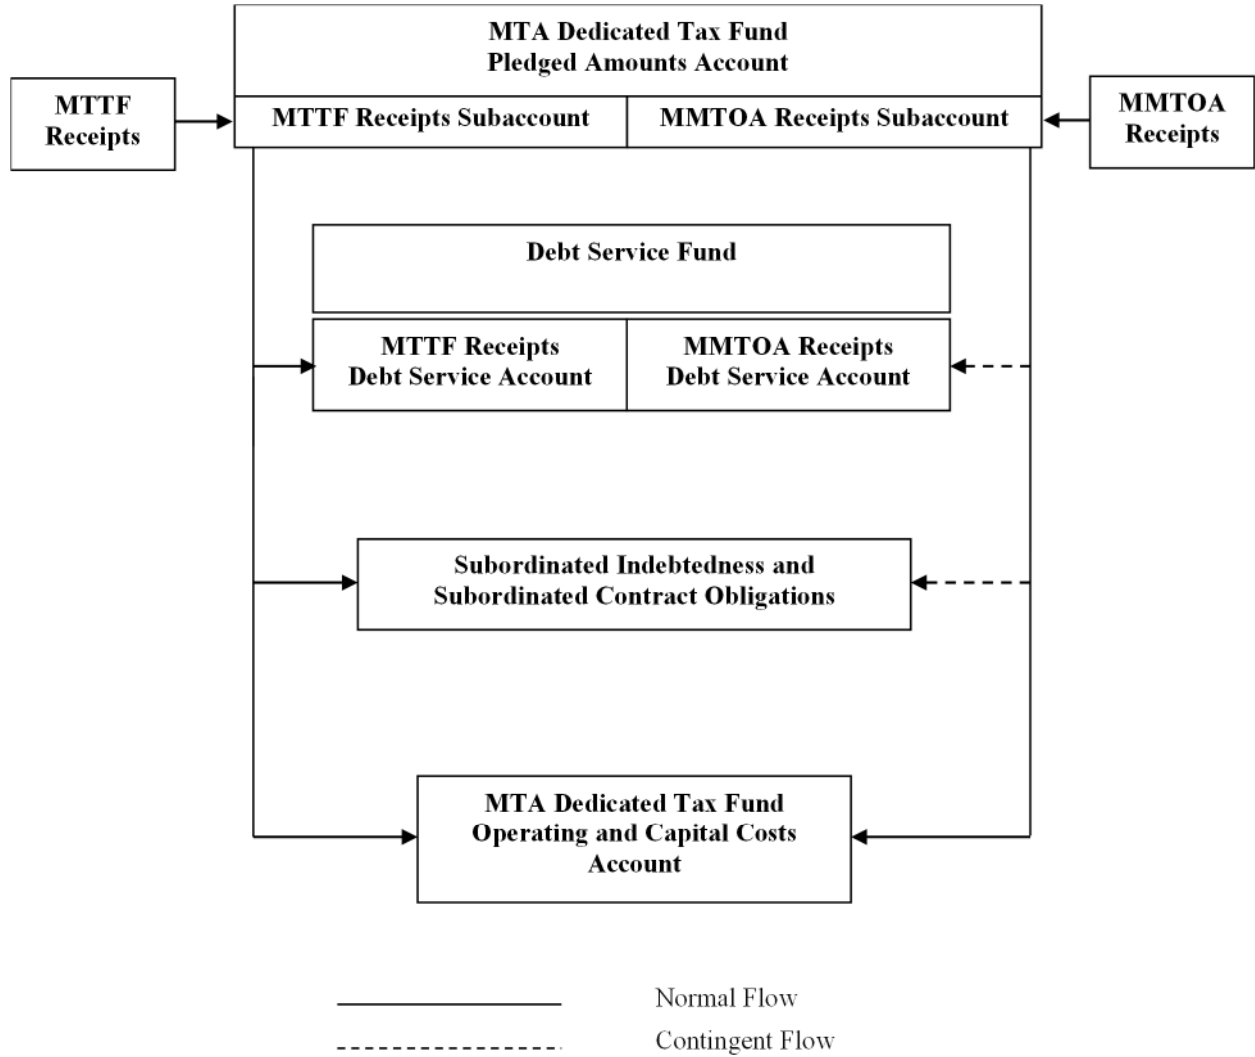 MTA Dedicated Tax Fund
Pledged Amounts Account
MTTF
Receipts
MTTF Receipts Subaccount
MMTOA Receipts Subaccount
MMTOA
Receipts
Debt Service Fund
MTTF Receipts
Debt Service Account
MMTOA Receipts
Debt Service Account
Subordinated Indebtedness and
Subordinated Contract Obligations
MTA Dedicated Tax Fund
Operating and Capital Costs
Account
Normal Flow
Contingent Flow